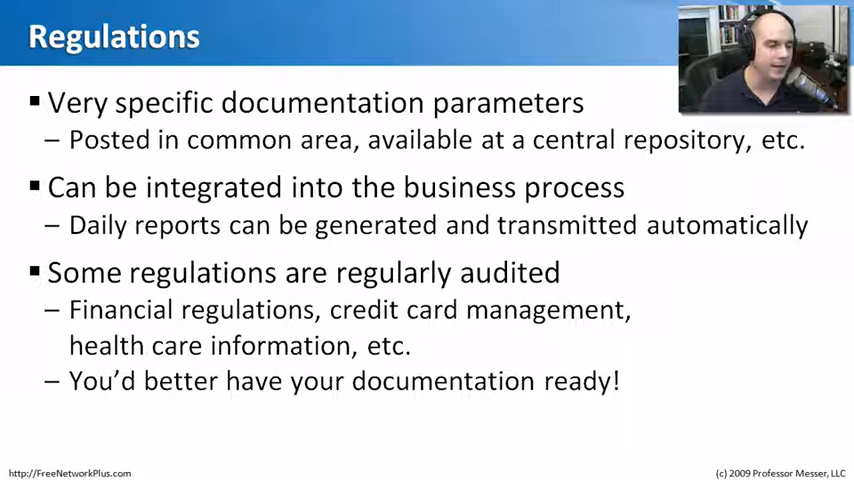 Regulations
▪ Very specific documentation parameters
– Posted in common area, available at a central repository, etc.
▪ Can be integrated into the business process
– Daily reports can be generated and transmitted automatically
▪ Some regulations are regularly audited
– Financial regulations, credit card management,
health care information, etc.
– You’d better have your documentation ready!
http://FreeNetworkPlus.com
(c) 2009 Professor Messer, LLC